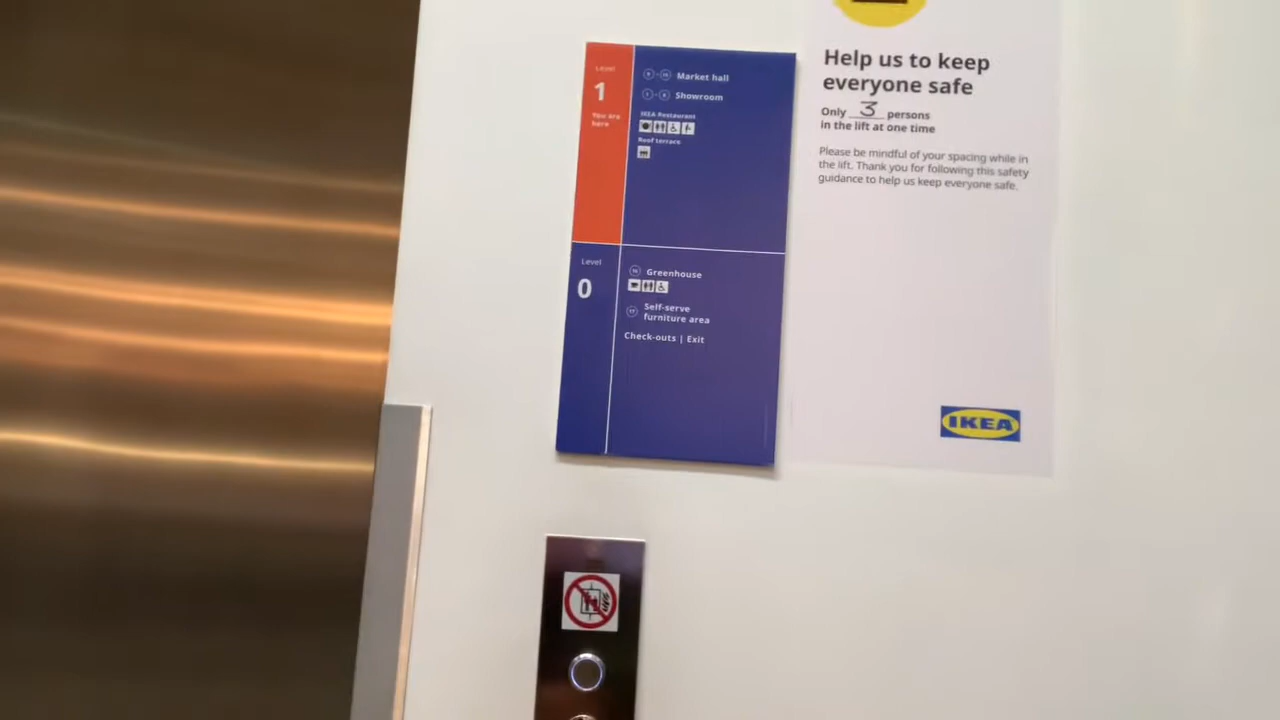 Level
1
You are
here
Market hall
Showroom
IKEA Restaurant
Roof terrace
Level
0
Greenhouse
Self-serve
furniture area
Check-outs | Exit
Help us to keep
everyone safe
Only 3 persons
in the lift at one time
Please be mindful of your spacing while in
the lift. Thank you for following this safety
guidance to help us keep everyone safe.
IKEA